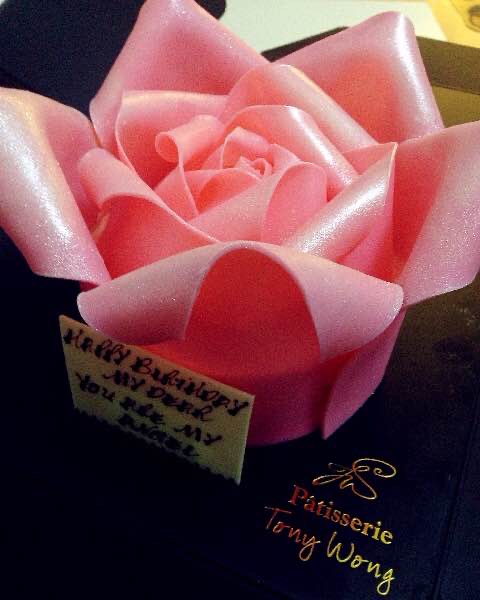 HAPPY BIRTHDAY
MY DEAR
YOU ARE MY
ANGEL
Pâtisserie
Tony Wong